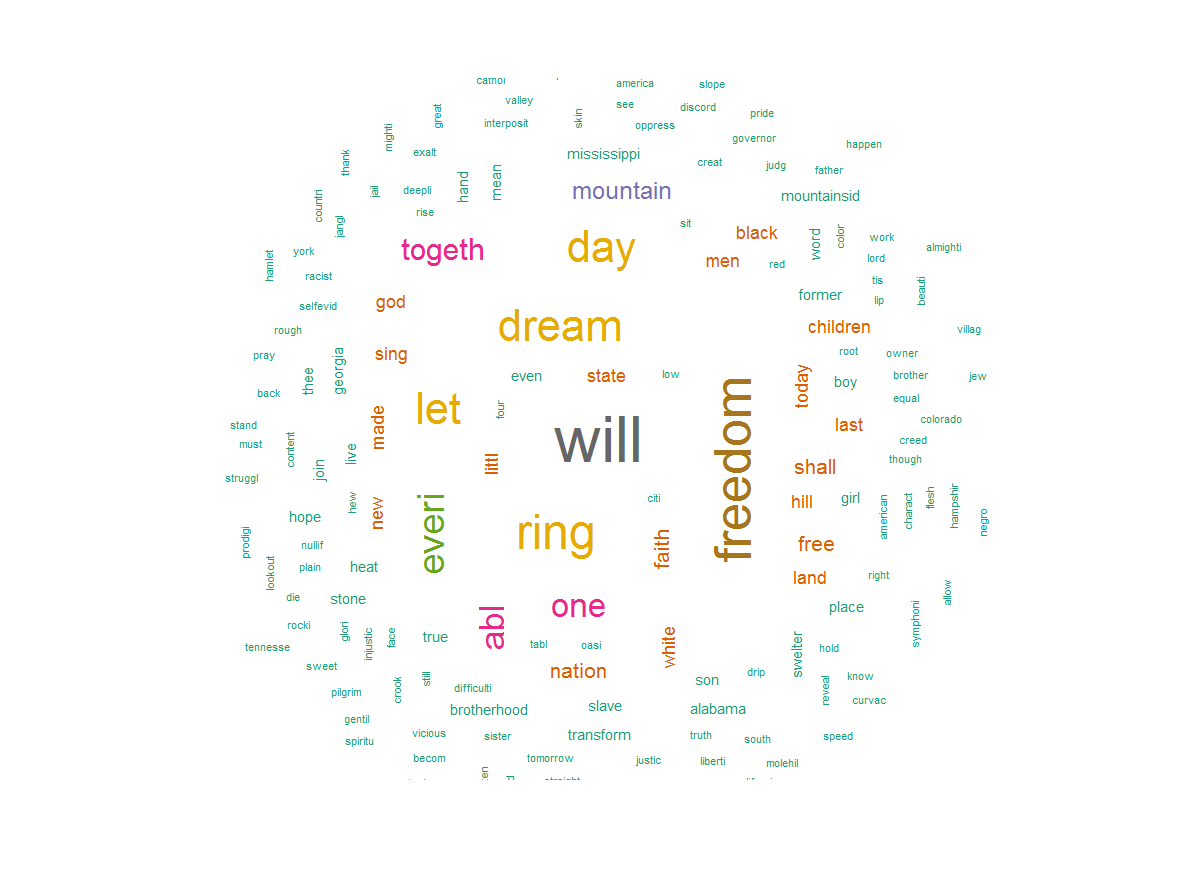 cathol
america
slope
valley
see
discord
great
interposit
skin
oppress
pride
mighti
governor
happen
exalt
mississippi
creat
judg
father
thank
jail
deepli
hand
mean
mountain
mountainsid
countri
jangl
rise
sit
black
word
color
work
almighti
togeth
day
men
red
lord
york
hamlet
racist
tis
beauti
former
lip
selfevid
god
rough
dream
children
villag
pray
thee
georgia
sing
root
owner
even
state
low
today
boy
brother
jew
back
equal
let
four
freedom
made
last
colorado
stand
must
content
join
live
will
creed
though
struggl
littl
shall
hew
new
everi
citi
hill
girl
american
charact
flesh
hampshir
negro
hope
prodigi
nullif
ring
faith
free
lookout
plain
heat
land
right
die
stone
one
place
allow
rocki
glori
injustic
face
true
abl
tabl
oasi
white
swelter
hold
symphoni
tennesse
sweet
crook
still
nation
son
drip
reveal
know
pilgrim
difficulti
curvac
gentil
brotherhood
slave
alabama
spiritu
vicious
sister
transform
truth
south
speed
becom
tomorrow
justic
liberti
molehil
straight